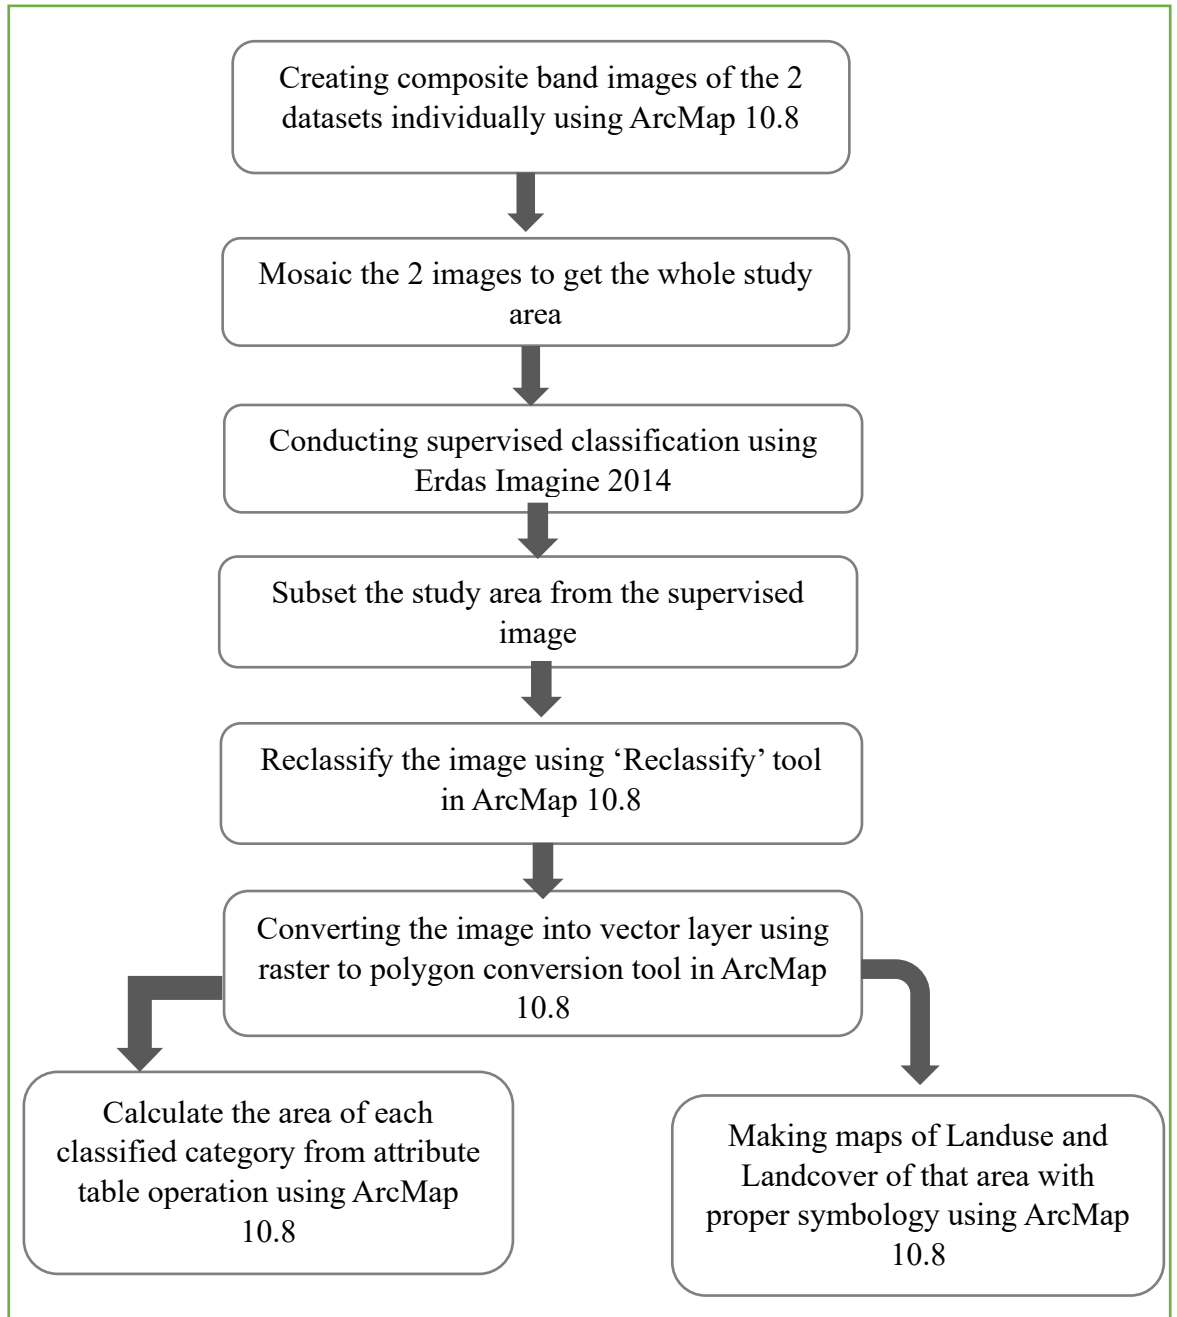 Creating composite band images of the 2
datasets individually using ArcMap 10.8
Mosaic the 2 images to get the whole study
area
Conducting supervised classification using
Erdas Imagine 2014
Subset the study area from the supervised
image
Reclassify the image using ‘Reclassify’ tool
in ArcMap 10.8
Converting the image into vector layer using
raster to polygon conversion tool in ArcMap
10.8
Calculate the area of each
classified category from attribute
table operation using ArcMap
10.8
Making maps of Landuse and
Landcover of that area with
proper symbology using ArcMap
10.8